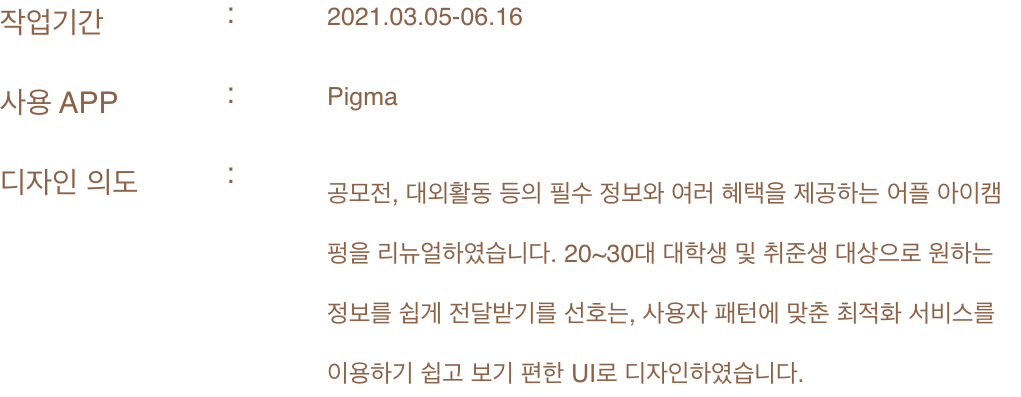 작업기간 : 2021.03.05-06.16
사용 APP : Pigma
디자인 의도 :
공모전, 대외활동 등의 필수 정보와 여러 혜택을 제공하는 어플 아이캠
펑을 리뉴얼하였습니다. 20~30대 대학생 및 취준생 대상으로 원하는
정보를 쉽게 전달받기를 선호는, 사용자 패턴에 맞춘 최적화 서비스를
이용하기 쉽고 보기 편한 UI로 디자인하였습니다.